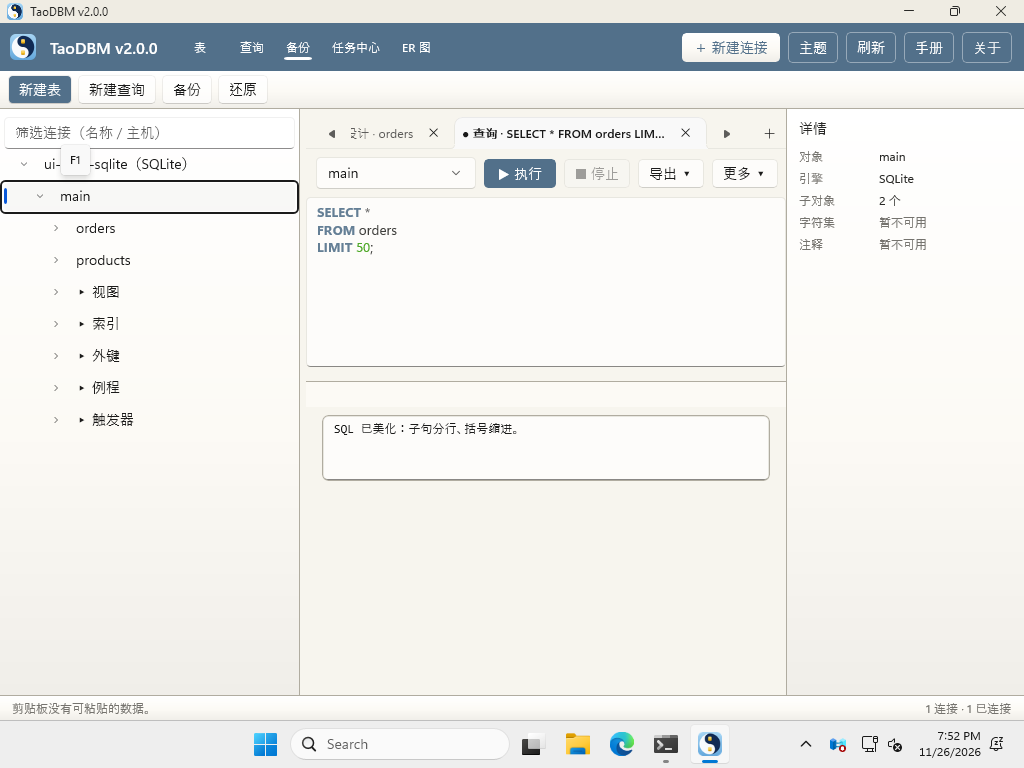 TaoDBM v2.0.0
TaoDBM v2.0.0
表
查询
备份
任务中心
ER 图
+ 新建连接
主题
刷新
手册
关于
新建表
新建查询
备份
还原
筛选连接（名称 / 主机）
F1
-sqlite（SQLite）
main
orders
products
视图
索引
外键
例程
触发器
设计 · orders
● 查询 · SELECT * FROM orders LIM...
main
执行
停止
导出
更多
SELECT *
FROM orders
LIMIT 50;
SQL 已美化：子句分行、括号缩进。
详情
对象 main
引擎 SQLite
子对象 2 个
字符集 暂不可用
注释 暂不可用
剪贴板没有可粘贴的数据。
1 连接 · 1 已连接
Search
7:52 PM
11/26/2026